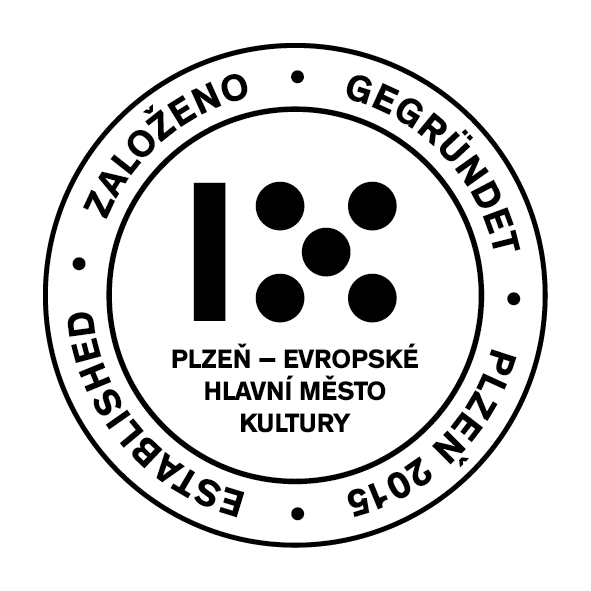 ZALOŽENO • GEGRÜNDET • PLZEŇ 2015 • ESTABLISHED •
PLZEŇ – EVROPSKÉ
HLAVNÍ MĚSTO
KULTURY